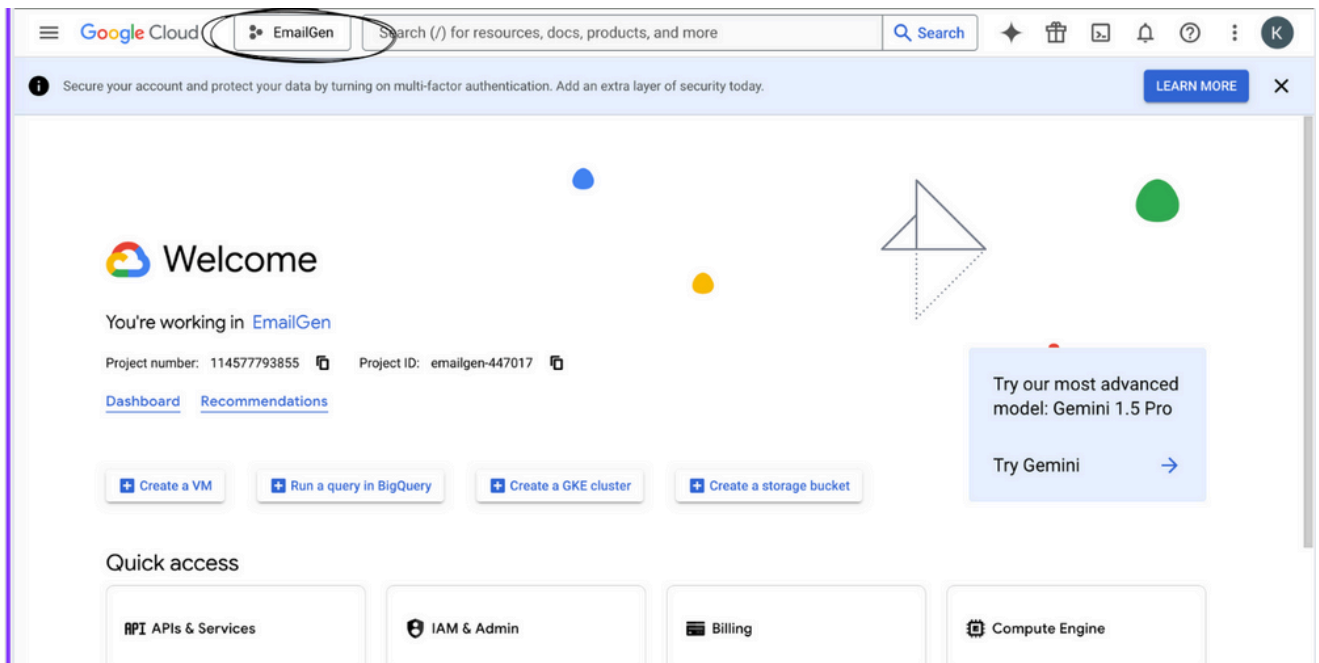 Google Cloud EmailGen Search (/) for resources, docs, products, and more Search K
Secure your account and protect your data by turning on multi-factor authentication. Add an extra layer of security today. LEARN MORE
Welcome
You're working in EmailGen
Project number: 114577793855 Project ID: emailgen-447017
Dashboard Recommendations
Try our most advanced
model: Gemini 1.5 Pro
Try Gemini
Create a VM Run a query in BigQuery Create a GKE cluster Create a storage bucket
Quick access
API APIs & Services IAM & Admin Billing Compute Engine